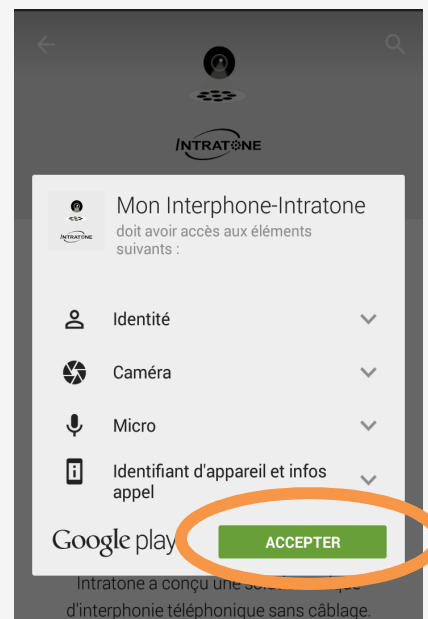 INTRATONE
Mon Interphone-Intratone
INTRATONE
doit avoir accès aux éléments
suivants :
Identité
Caméra
Micro
Identifiant d'appareil et infos
appel
Google play
ACCEPTER
Intratone a conçu une
d'interphonie téléphonique sans câblage.